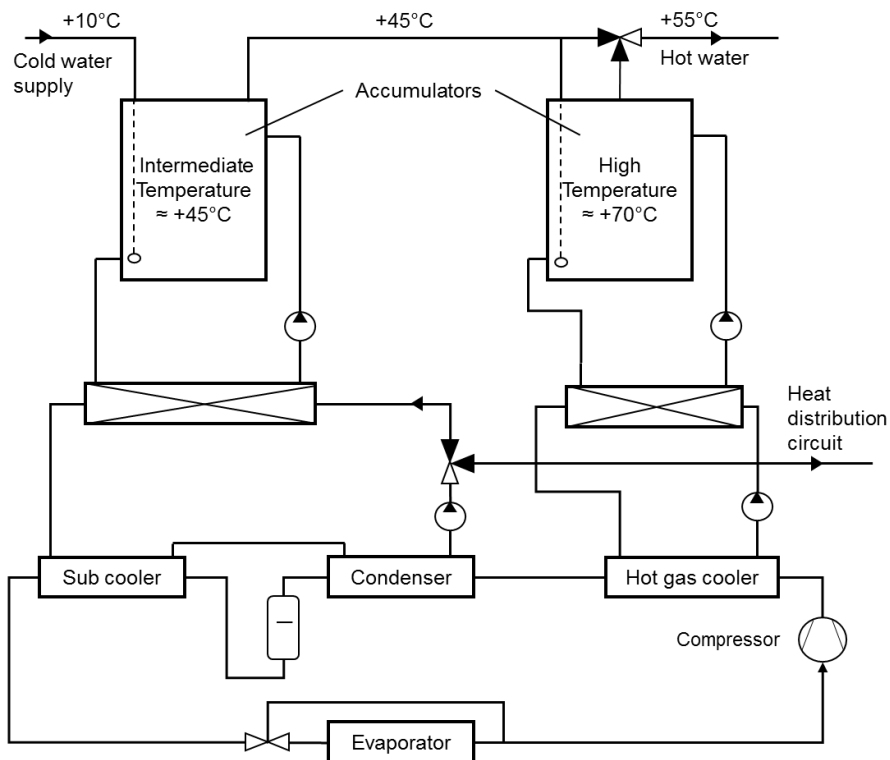 +10°C
+45°C
+55°C
Cold water
supply
Hot water
Accumulators
Intermediate
Temperature
≈ +45°C
High
Temperature
≈ +70°C
Heat
distribution
circuit
Sub cooler
Condenser
Hot gas cooler
Compressor
Evaporator